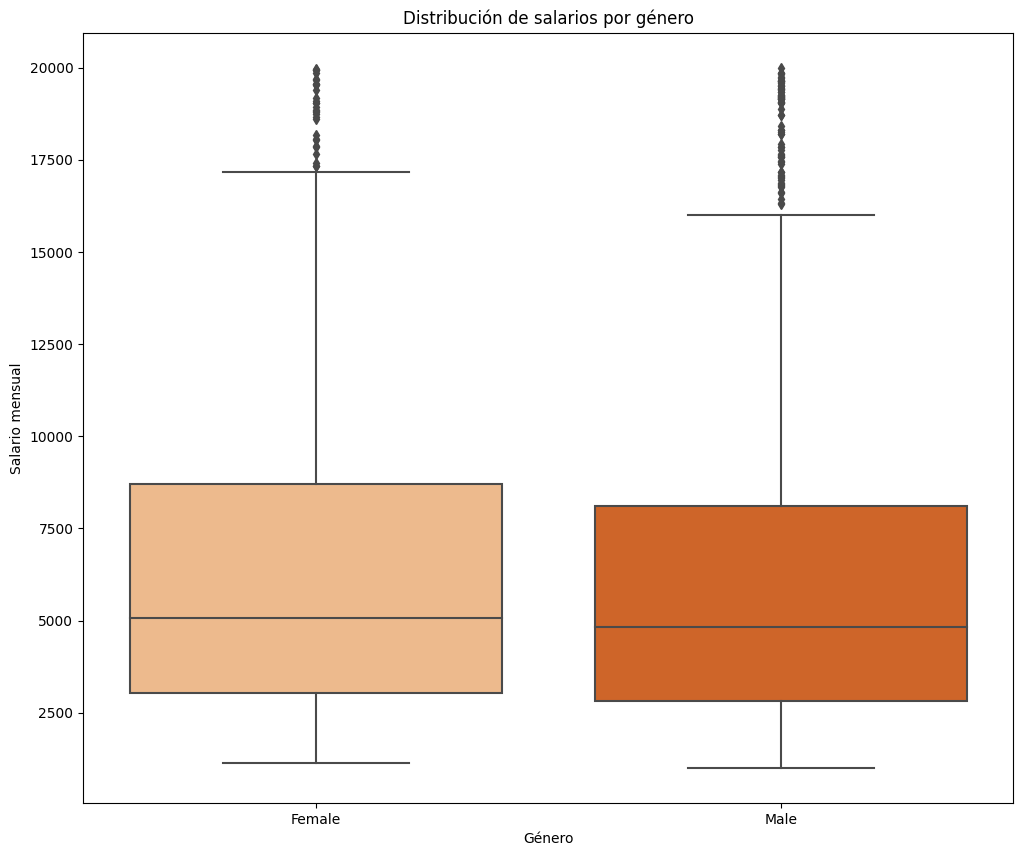 Distribución de salarios por género
20000
17500
15000
12500
10000
7500
5000
2500
Salario mensual
Female
Male
Género